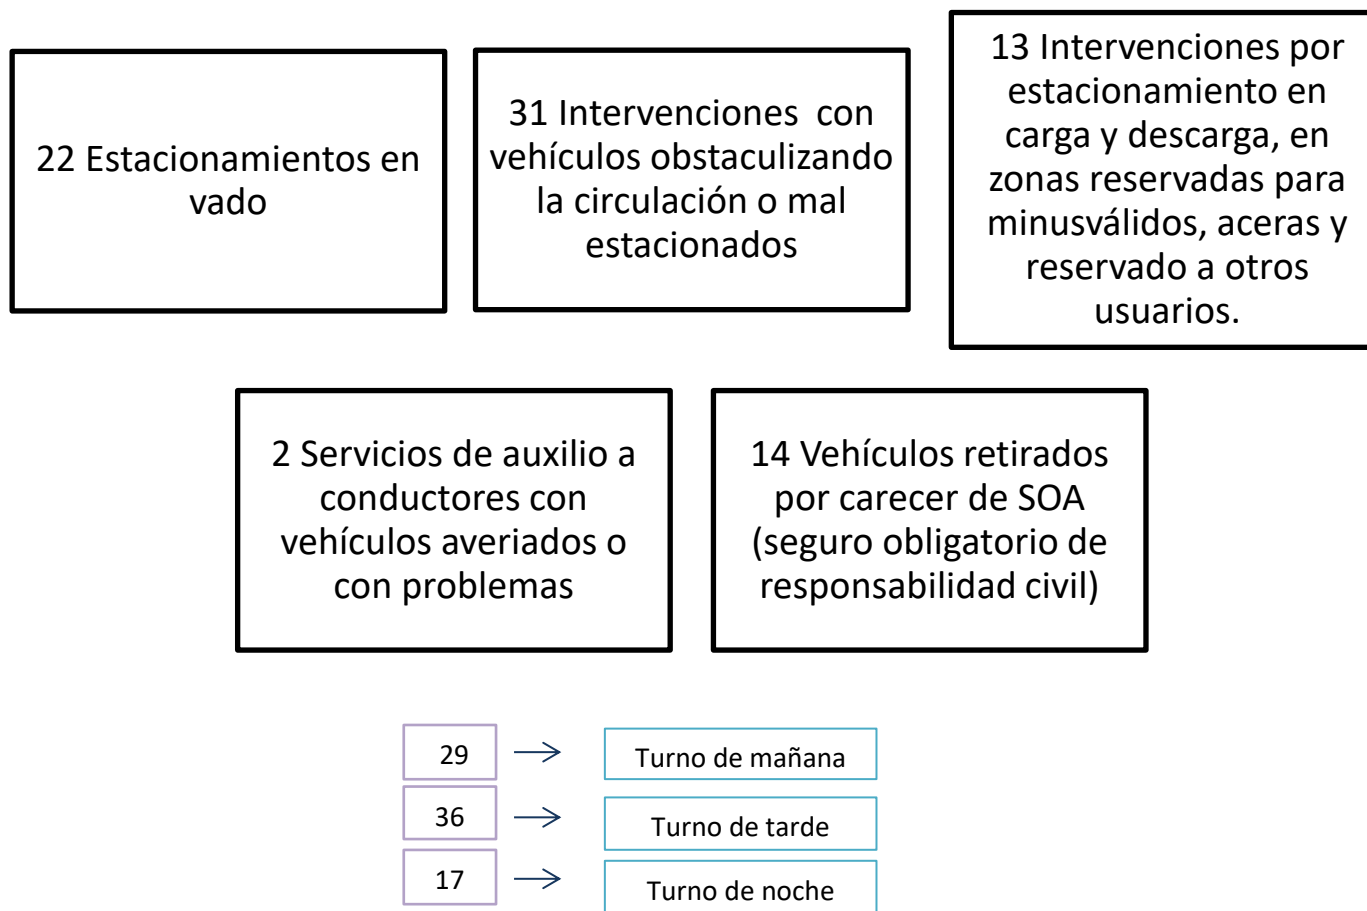 22 Estacionamientos en
vado
31 Intervenciones  con
vehículos obstaculizando
la circulación o mal
estacionados
13 Intervenciones por
estacionamiento en
carga y descarga, en
zonas reservadas para
minusválidos, aceras y
reservado a otros
usuarios.
2 Servicios de auxilio a
conductores con
vehículos averiados o
con problemas
14 Vehículos retirados
por carecer de SOA
(seguro obligatorio de
responsabilidad civil)
29
Turno de mañana
36
Turno de tarde
17
Turno de noche